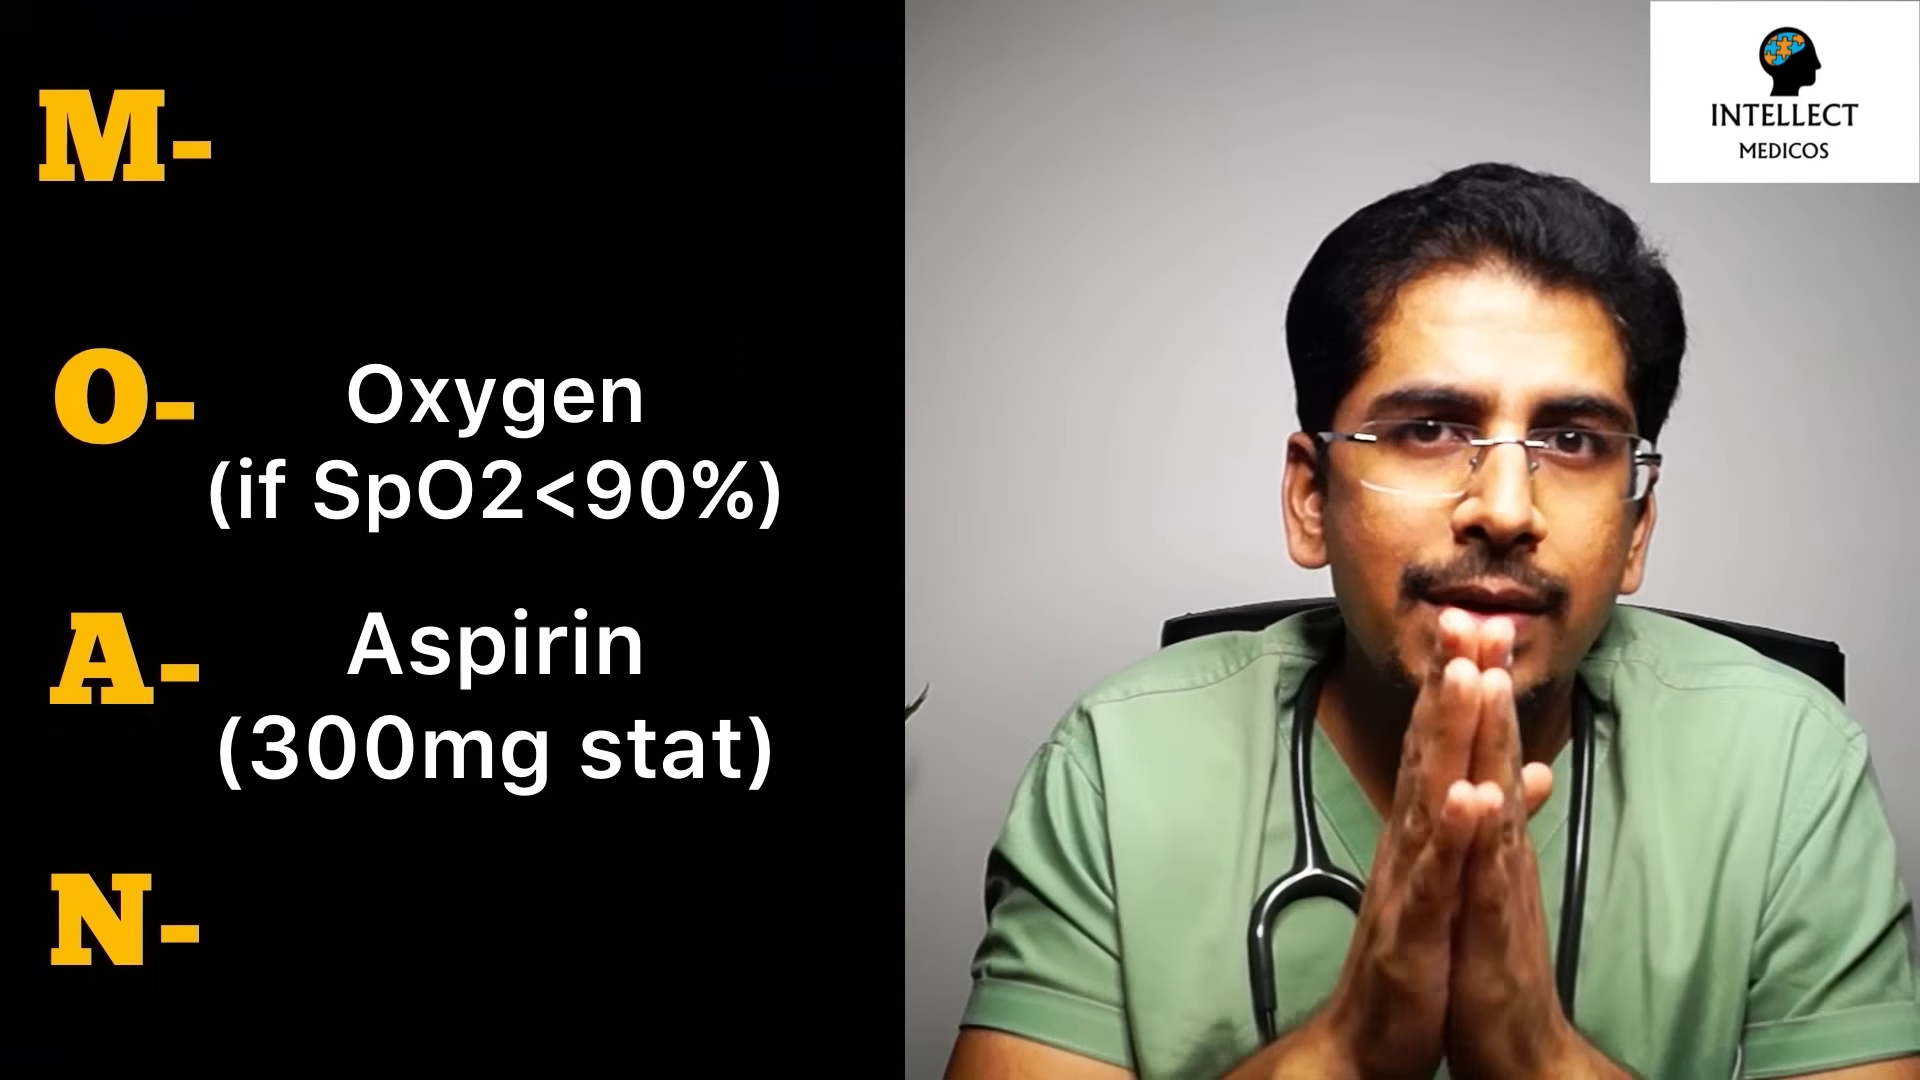 M-
O- Oxygen
(if SpO2<90%)
A- Aspirin
(300mg stat)
N-
INTELLECT
MEDICOS